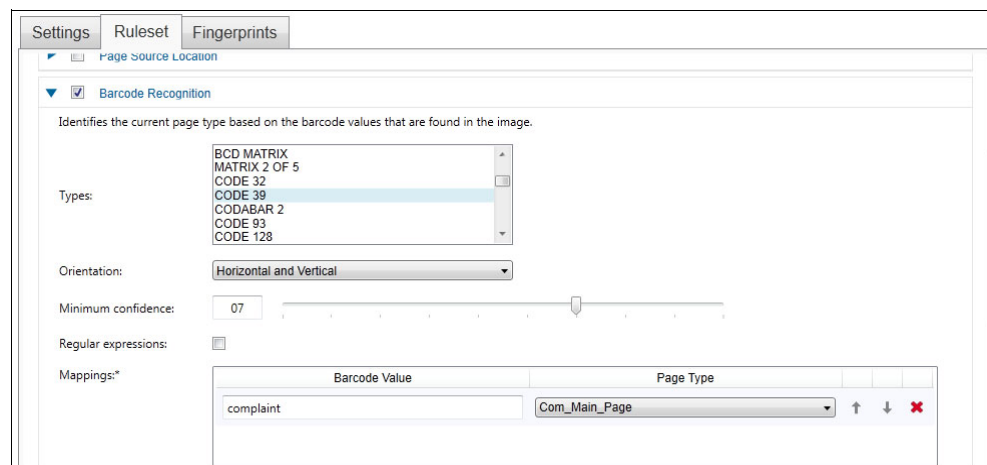 Settings Ruleset Fingerprints
Page Source Location
Barcode Recognition
Identifies the current page type based on the barcode values that are found in the image.
Types:
BCD MATRIX
MATRIX 2 OF 5
CODE 32
CODE 39
CODABAR 2
CODE 93
CODE 128
Orientation: Horizontal and Vertical
Minimum confidence: 07
Regular expressions:
Mappings:*
Barcode Value Page Type
complaint Com_Main_Page